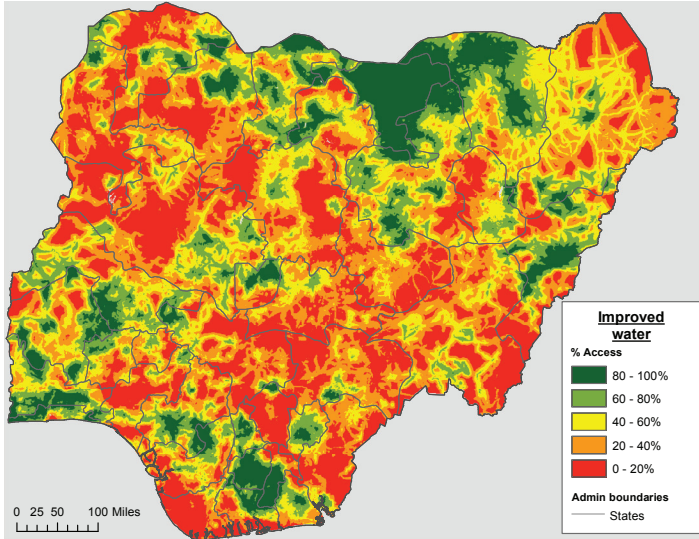 Improved
water
% Access
80 - 100%
60 - 80%
40 - 60%
20 - 40%
0 - 20%
Admin boundaries
States
0 25 50 100 Miles